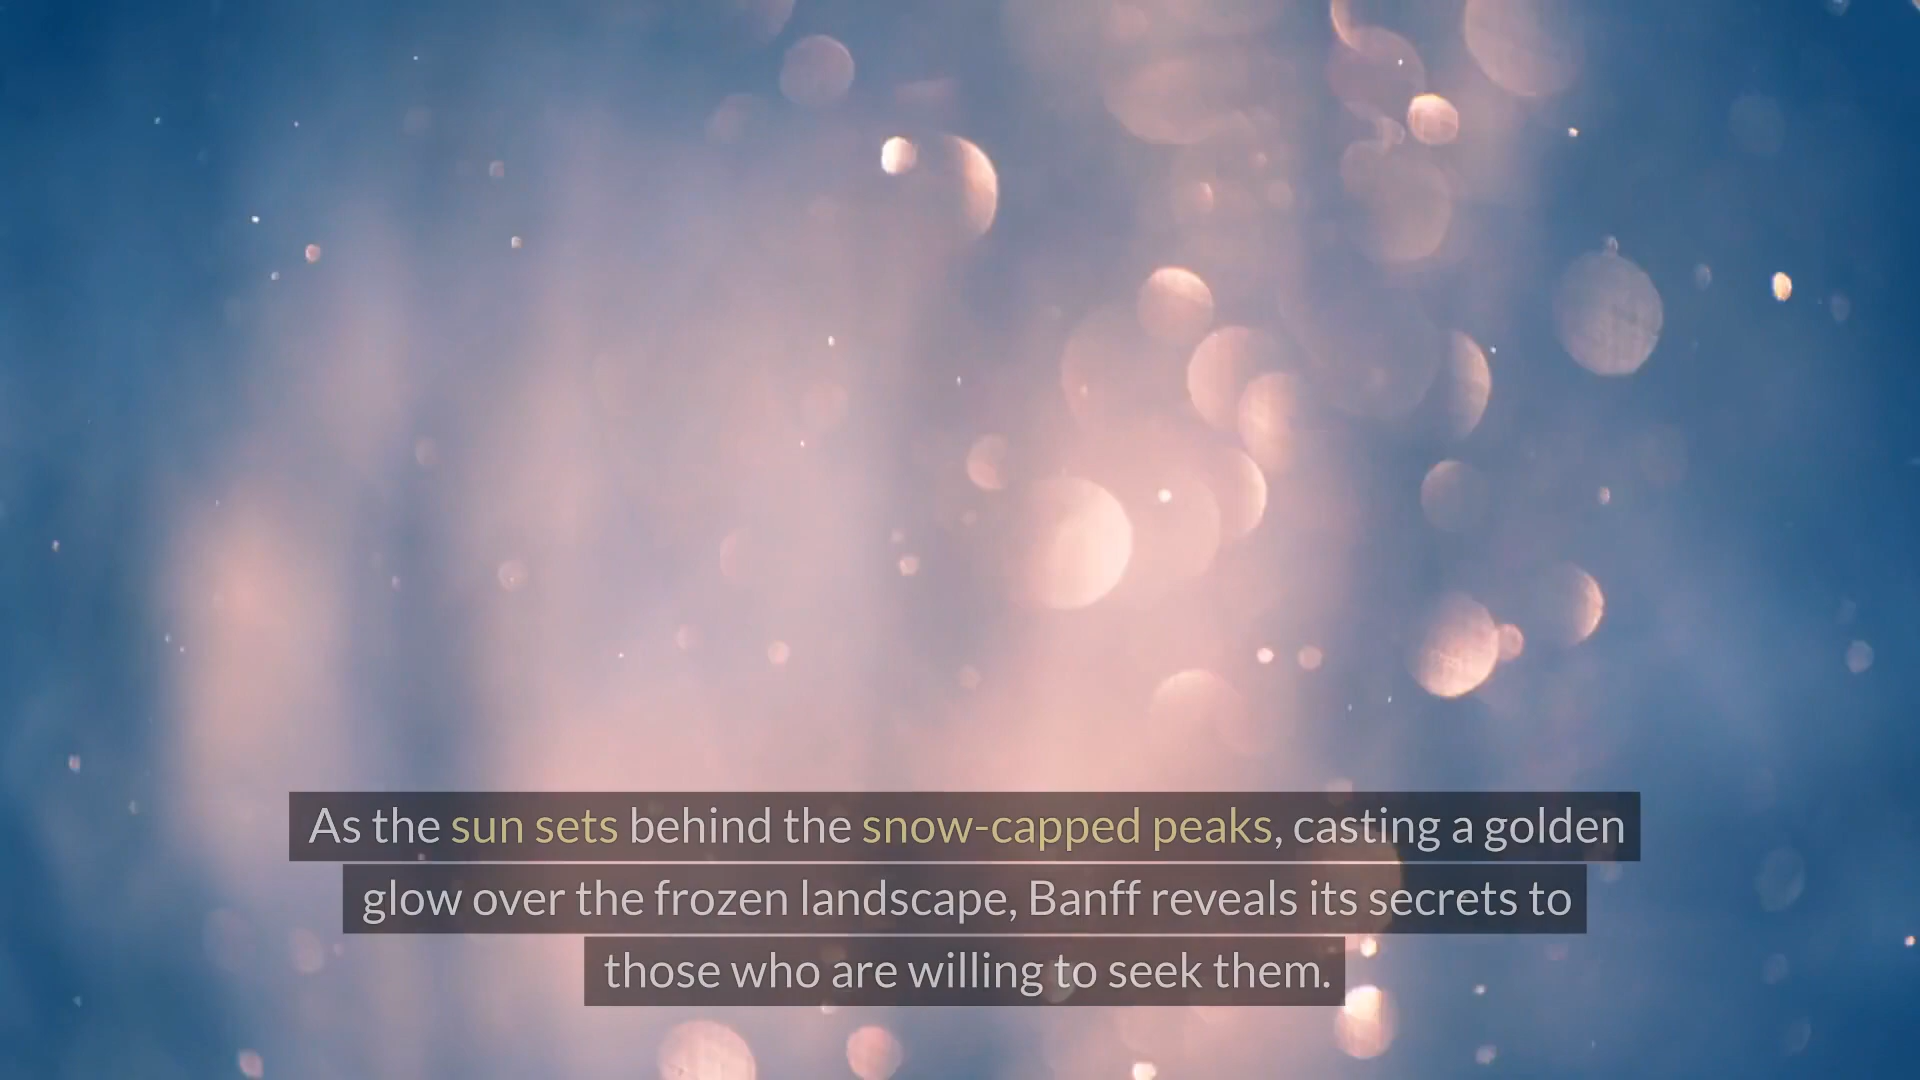 As the sun sets behind the snow-capped peaks, casting a golden
glow over the frozen landscape, Banff reveals its secrets to
those who are willing to seek them.